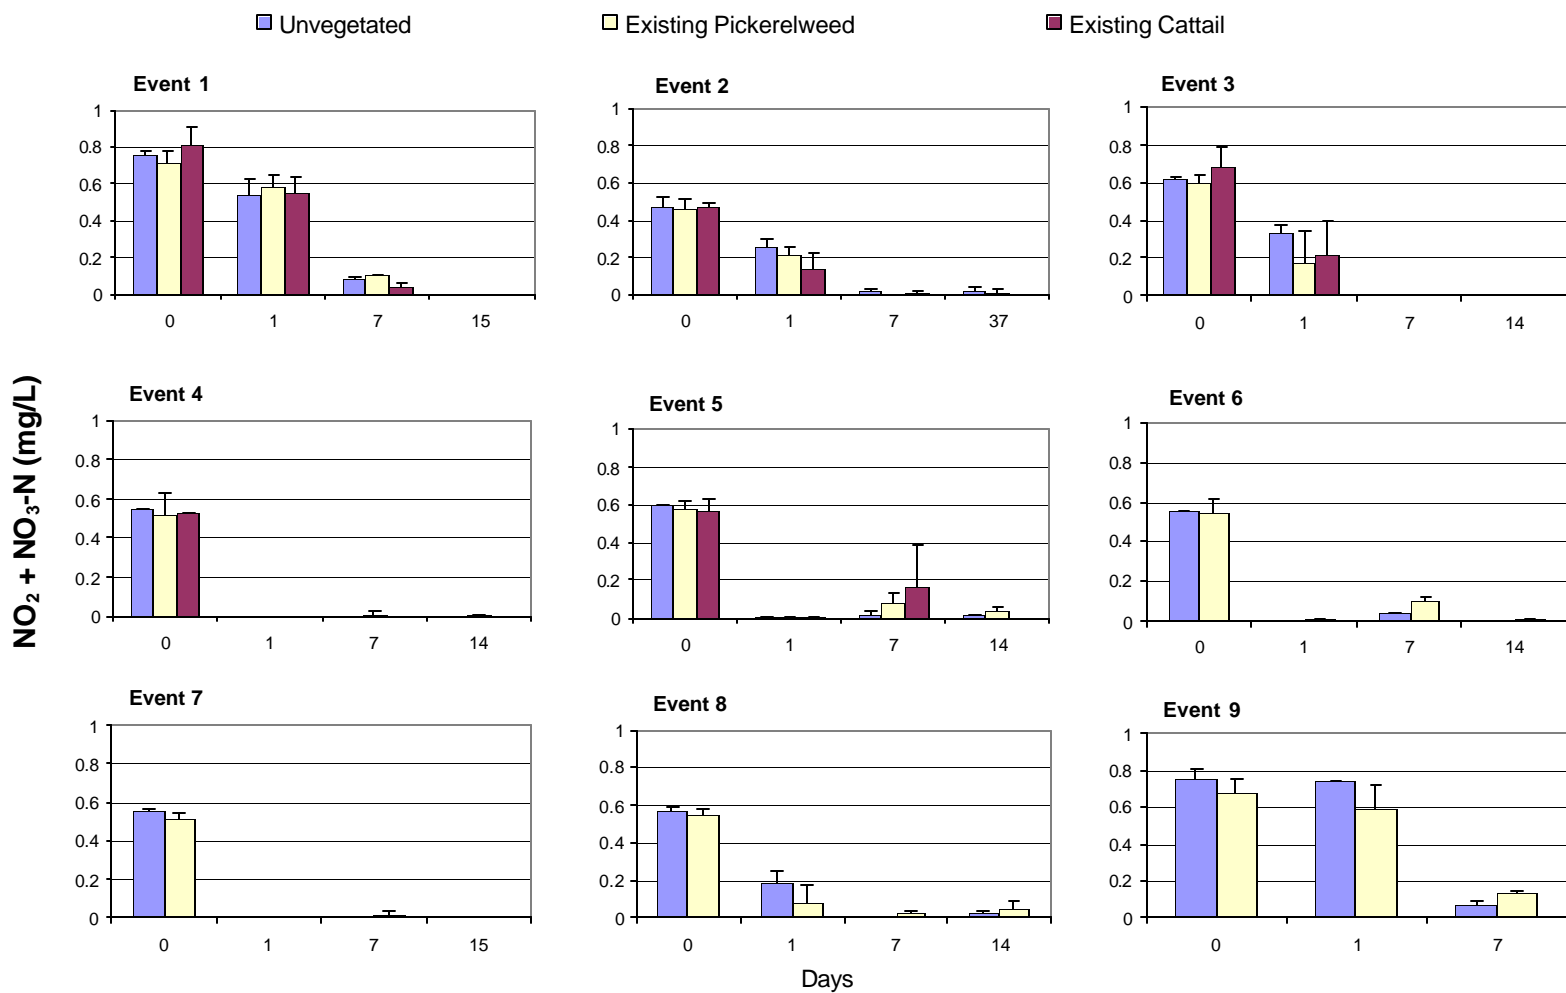 Unvegetated Existing Pickerelweed Existing Cattail
Event 1
1
0.8
0.6
0.4
0.2
0
0 1 7 15
Event 2
1
0.8
0.6
0.4
0.2
0
0 1 7 37
Event 3
1
0.8
0.6
0.4
0.2
0
0 1 7 14
NO₂ + NO₃-N (mg/L)
Event 4
1
0.8
0.6
0.4
0.2
0
0 1 7 14
Event 5
1
0.8
0.6
0.4
0.2
0
0 1 7 14
Event 6
1
0.8
0.6
0.4
0.2
0
0 1 7 14
Event 7
1
0.8
0.6
0.4
0.2
0
0 1 7 15
Event 8
1
0.8
0.6
0.4
0.2
0
0 1 7 14
Event 9
1
0.8
0.6
0.4
0.2
0
0 1 7
Days